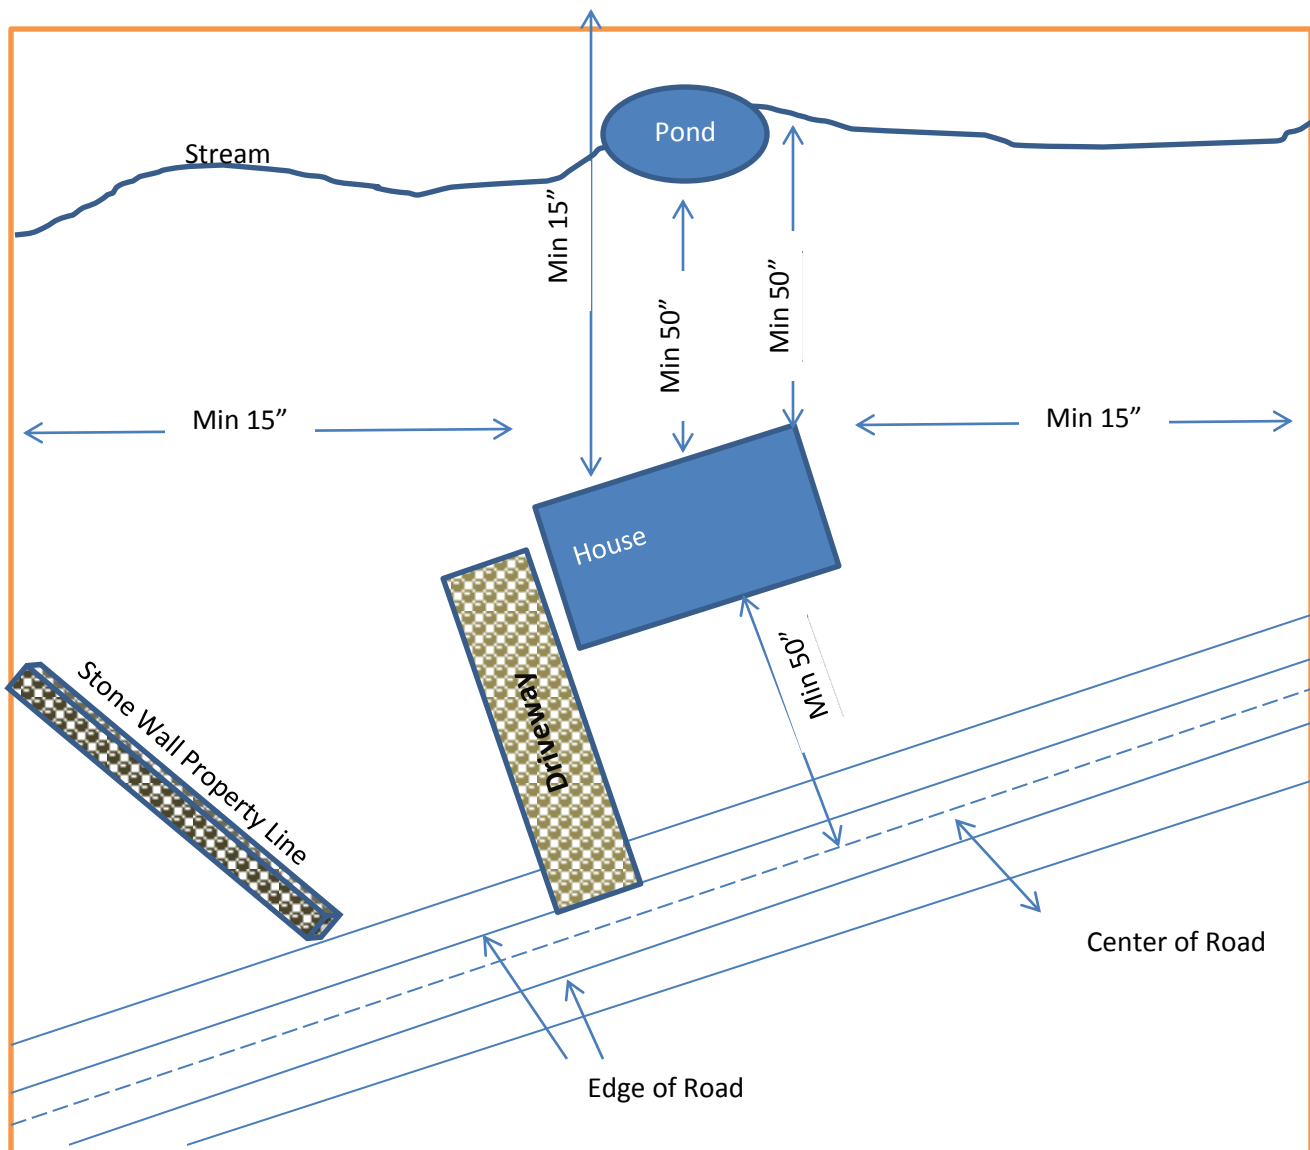 Pond
Stream
Min 15”
Min 50”
Min 50”
Min 15”
Min 15”
House
Driveway
Min 50”
Stone Wall Property Line
Center of Road
Edge of Road